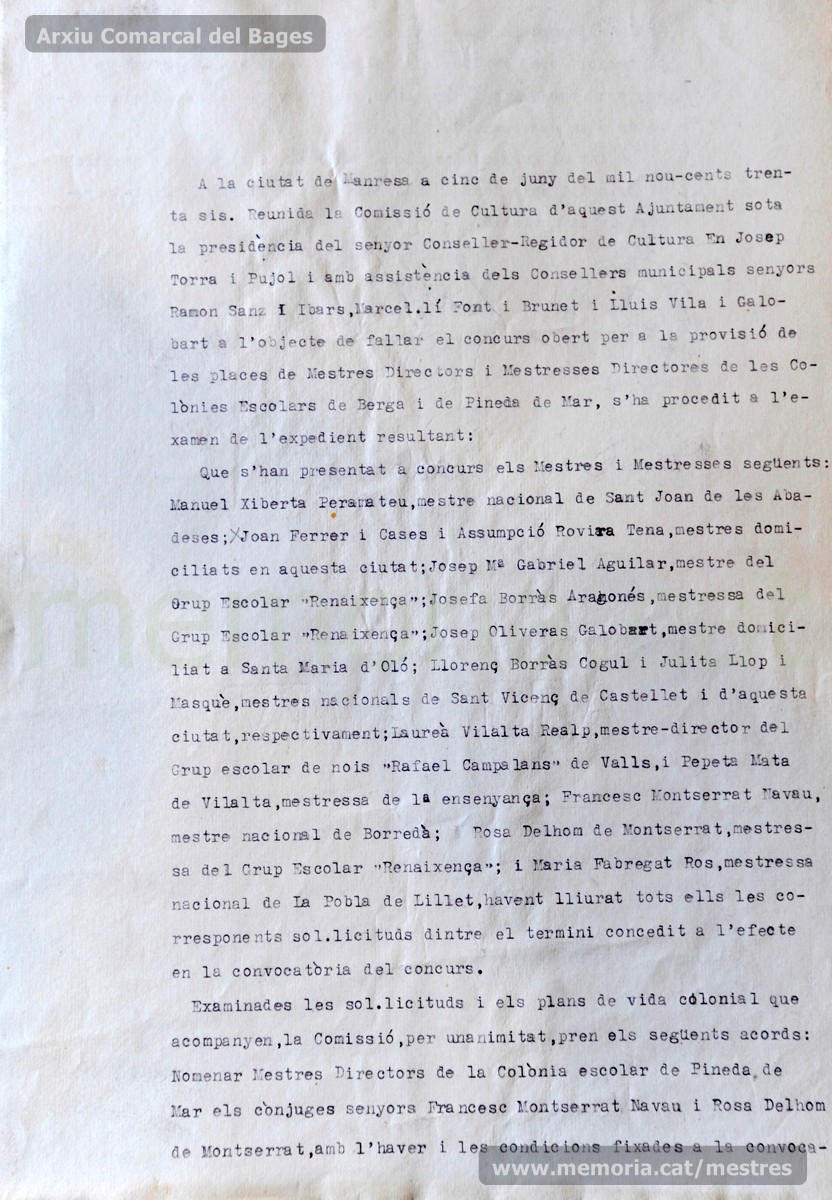 Arxiu Comarcal del Bages
A la ciutat de Manresa a cinc de juny del mil nou-cents tren-
ta sis. Reunida la Comissió de Cultura d'aquest Ajuntament sota
la presidència del senyor Conseller-Regidor de Cultura En Josep
Torra i Pujol i amb assistència dels Consellers municipals senyors
Ramon Sanz I Ibars,Marcel.lí Font i Brunet i Lluis Vila i Galo-
bart a l'objecte de fallar el concurs obert per a la provisió de
les places de Mestres Directors i Mestresses Directores de les Co-
lònies Escolars de Berga i de Pineda de Mar, s'ha procedit a l'e-
xamen de l'expedient resultant:
Que s'han presentat a concurs els Mestres i Mestresses següents:
Manuel Xiberta Peramateu,mestre nacional de Sant Joan de les Aba-
deses; Joan Ferrer i Cases i Assumpció Rovira Tena,mestres domi-
ciliats en aquesta ciutat;Josep Mª Gabriel Aguilar,mestre del
Grup Escolar "Renaixença";Josefa Borràs Aragonés,mestressa del
Grup Escolar "Renaixença";Josep Oliveras Galobart,mestre domici-
liat a Santa Maria d'Oló; Llorenç Borràs Cogul i Julita Llop i
Masquè,mestres nacionals de Sant Vicenç de Castellet i d'aquesta
ciutat,respectivament;Laureà Vilalta Realp,mestre-director del
Grup escolar de nois "Rafael Campalans" de Valls,i Pepeta Mata
de Vilalta,mestressa de 1ª ensenyança; Francesc Montserrat Navau,
mestre nacional de Borredà; Rosa Delhom de Montserrat,mestres-
sa del Grup Escolar "Renaixença"; i Maria Fabregat Ros,mestressa
nacional de La Pobla de Lillet,havent lliurat tots ells les co-
rresponents sol.licituds dintre el termini concedit a l'efecte
en la convocatòria del concurs.
Examinades les sol.licituds i els plans de vida colonial que
acompanyen,la Comissió,per unanimitat,pren els següents acords:
Nomenar Mestres Directors de la Colònia escolar de Pineda de
Mar els cònjuges senyors Francesc Montserrat Navau i Rosa Delhom
de Montserrat,amb l'haver i les condicions fixades a la convoca-
www.memoria.cat/mestres